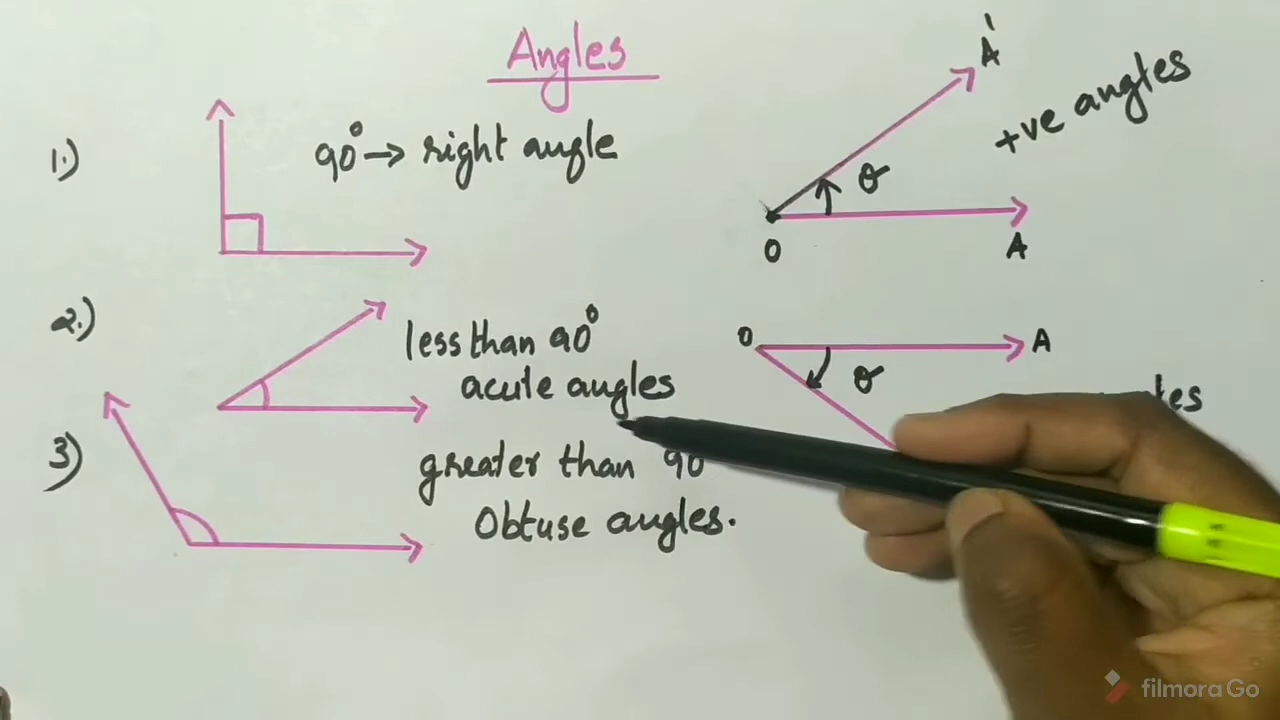 Angles
1.)
90° → right angle
2.)
less than 90°
acute angles
3)
greater than 90
Obtuse angles.
A'
+ve angles
θ
O
A
O
A
θ
filmora Go